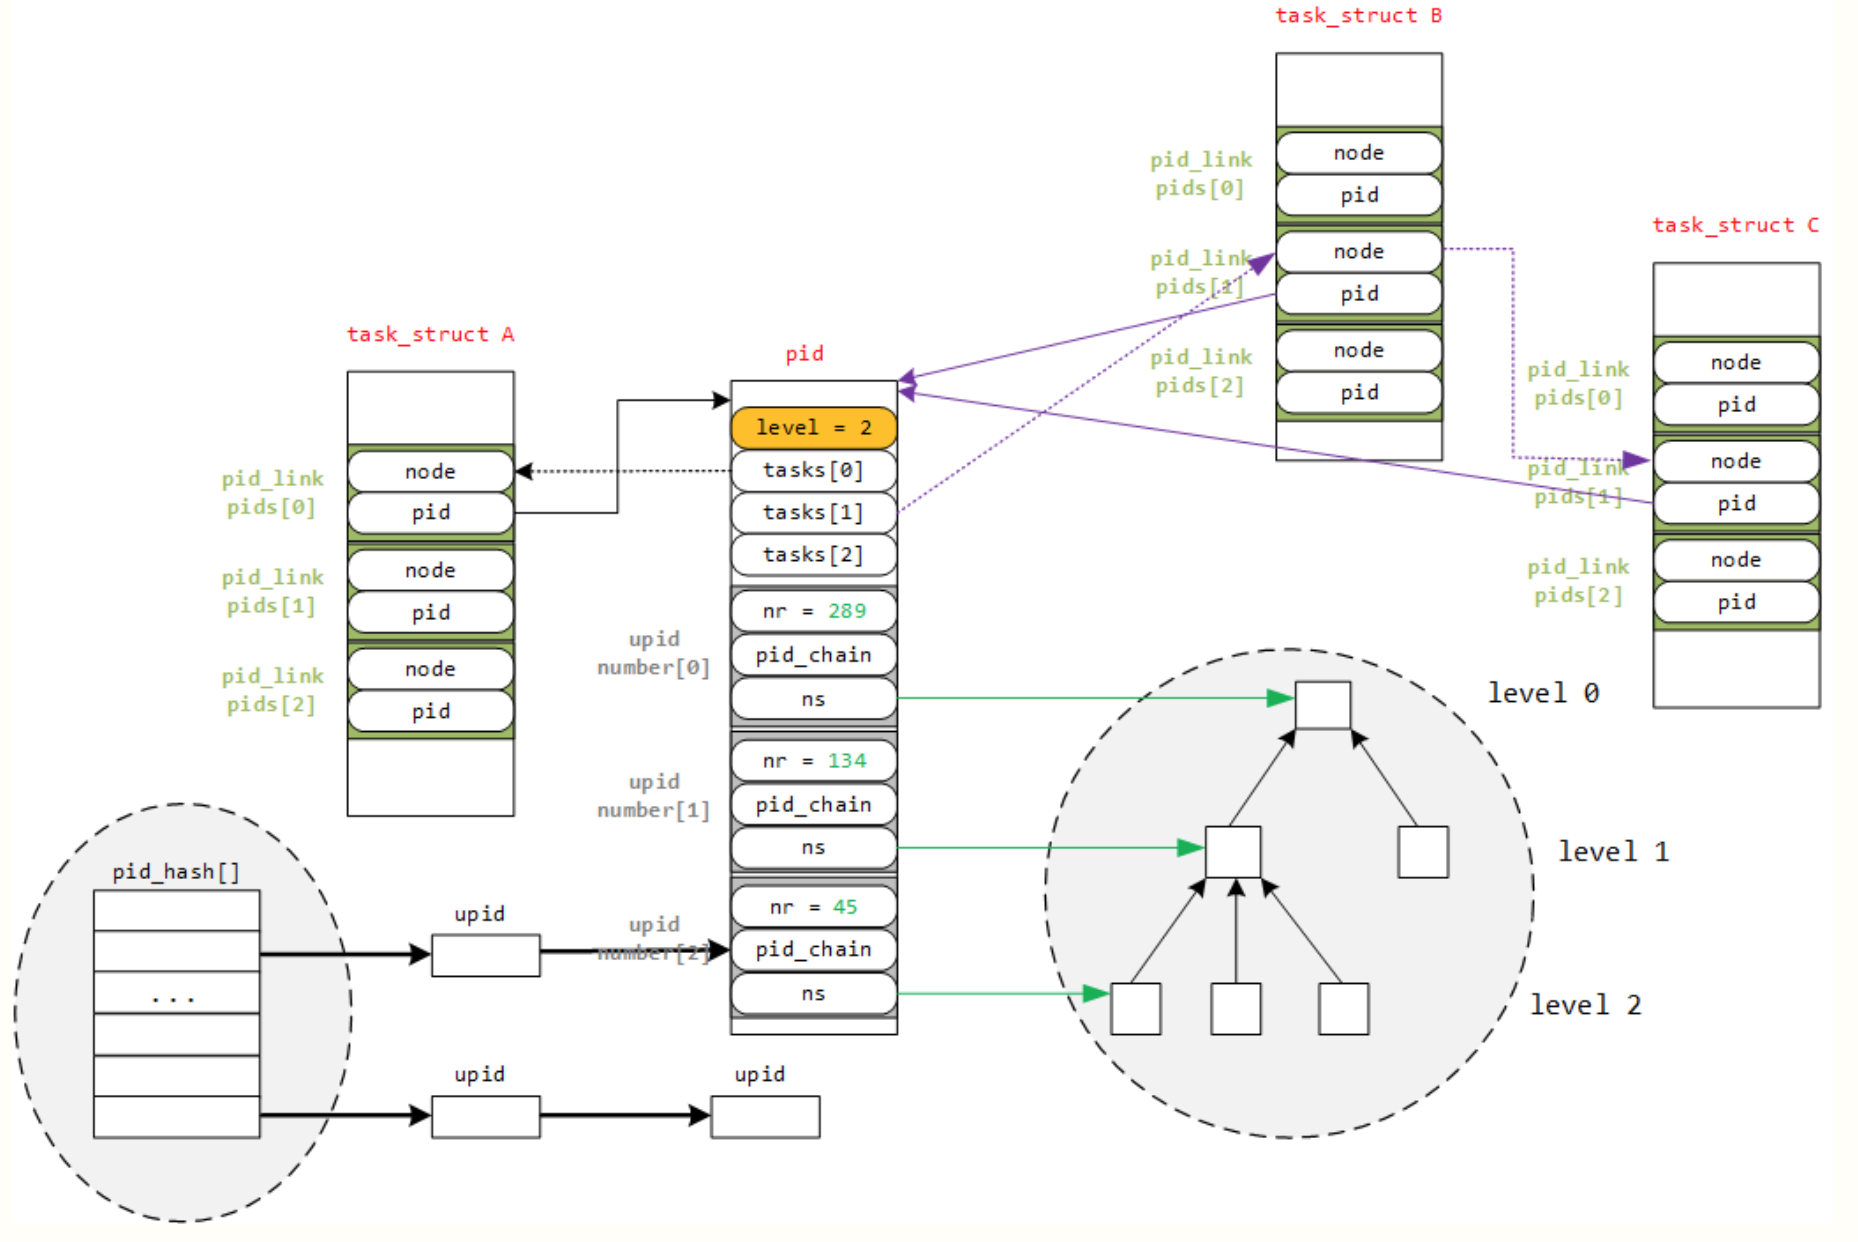 task_struct B
node
pid_link
pids[0]
pid
node
pid_link
pids[1]
pid
node
pid_link
pids[2]
pid
task_struct C
node
pid_link
pids[0]
pid
node
pid_link
pids[1]
pid
node
pid_link
pids[2]
pid
task_struct A
node
pid_link
pids[0]
pid
node
pid_link
pids[1]
pid
node
pid_link
pids[2]
pid
pid
level = 2
tasks[0]
tasks[1]
tasks[2]
upid
number[0]
nr = 289
pid_chain
ns
upid
number[1]
nr = 134
pid_chain
ns
upid
number[2]
nr = 45
pid_chain
ns
level 0
level 1
level 2
pid_hash[]
...
upid
upid
upid